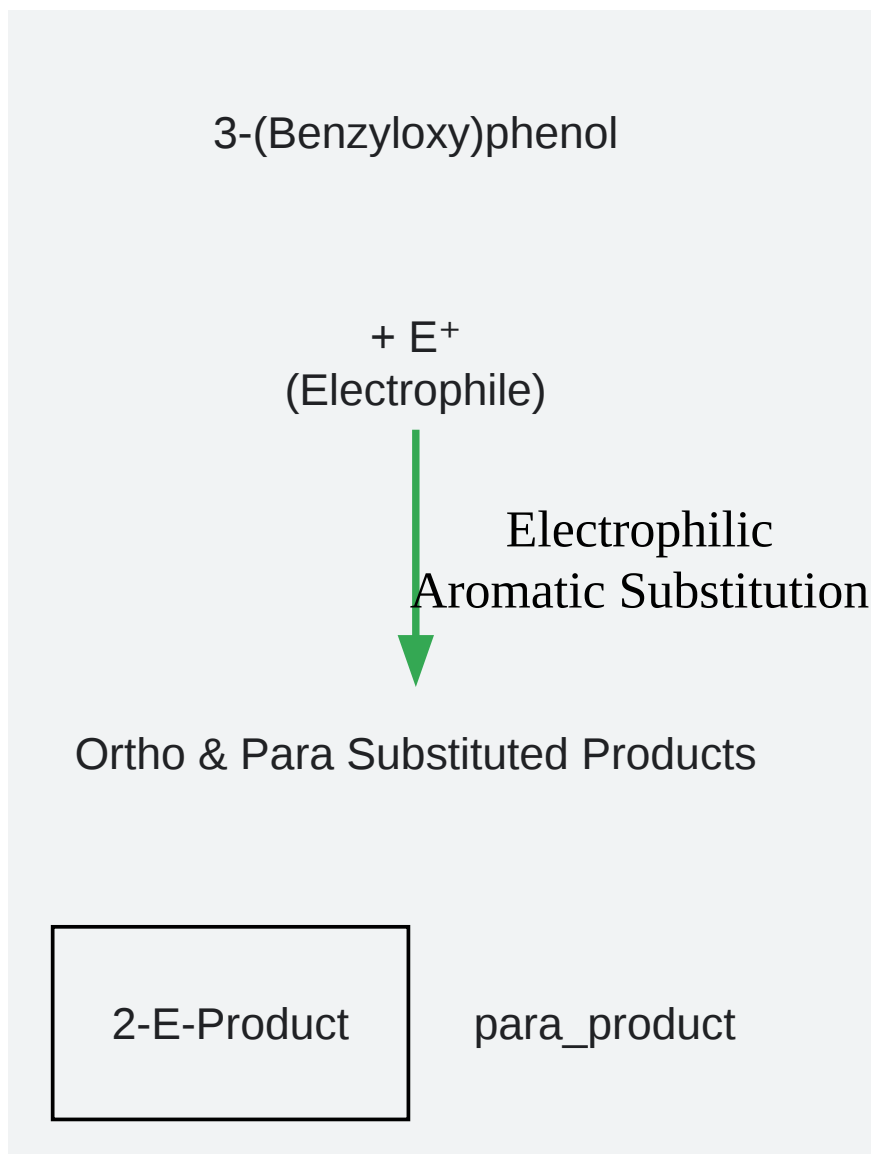 3-(Benzyloxy)phenol
+ E⁺
(Electrophile)
Electrophilic
Aromatic Substitution
Ortho & Para Substituted Products
2-E-Product
para_product